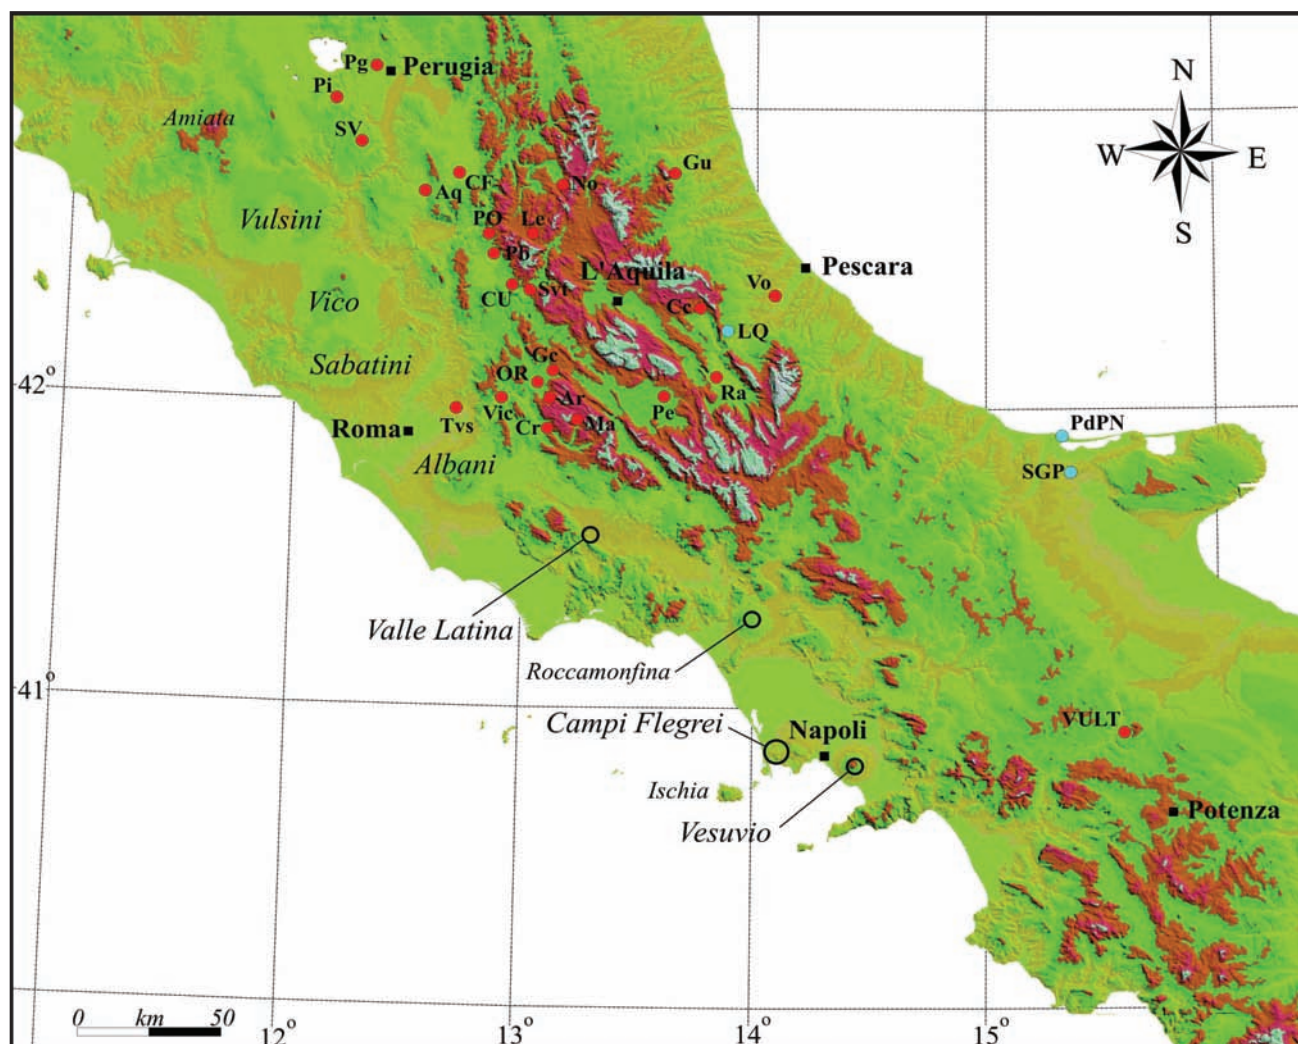 Pg
Perugia
N
Pi
Amiata
SV
W
E
Gu
CF
No
Aq
S
Vulsini
PO
Le
Pb
L'Aquila
Pescara
Vo
CU
Svt
Vico
Cc
LQ
Sabatini
Gc
42°
OR
Ra
Ar
Vic
Pe
Tvs
Ma
Roma
Cr
PdPN
Albani
SGP
Valle Latina
Roccamonfina
41°
Campi Flegrei
Napoli
VULT
Ischia
Potenza
Vesuvio
0 km 50
12°
13°
14°
15°